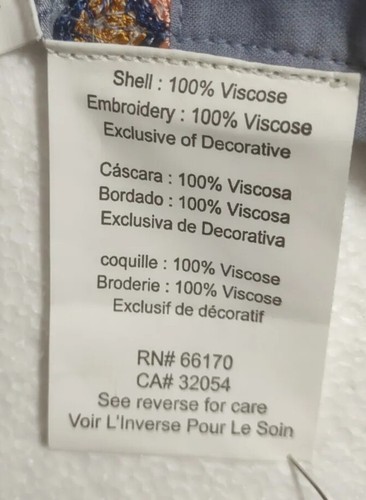 Shell : 100% Viscose
Embroidery : 100% Viscose
Exclusive of Decorative
Cáscara : 100% Viscosa
Bordado : 100% Viscosa
Exclusiva de Decorativa
coquille : 100% Viscose
Broderie : 100% Viscose
Exclusif de décoratif
RN# 66170
CA# 32054
See reverse for care
Voir L'Inverse Pour Le Soin